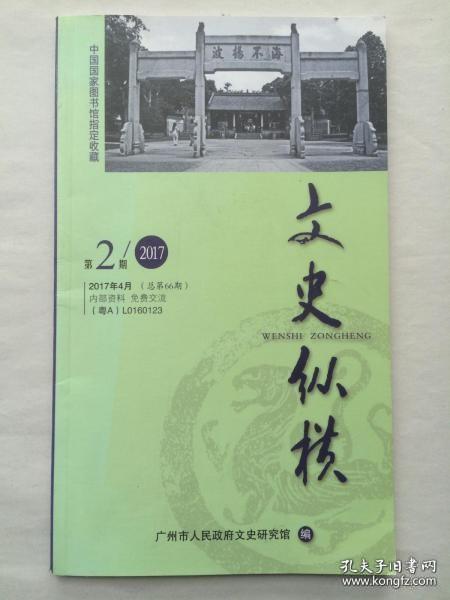 中国国家图书馆指定收藏
海不扬波
第2期/2017
2017年4月（总第66期）
内部资料 免费交流
（粤A）L0160123
文史纵横
WENSHI ZONGHENG
广州市人民政府文史研究馆 编
孔夫子旧书网
www.kongfz.com